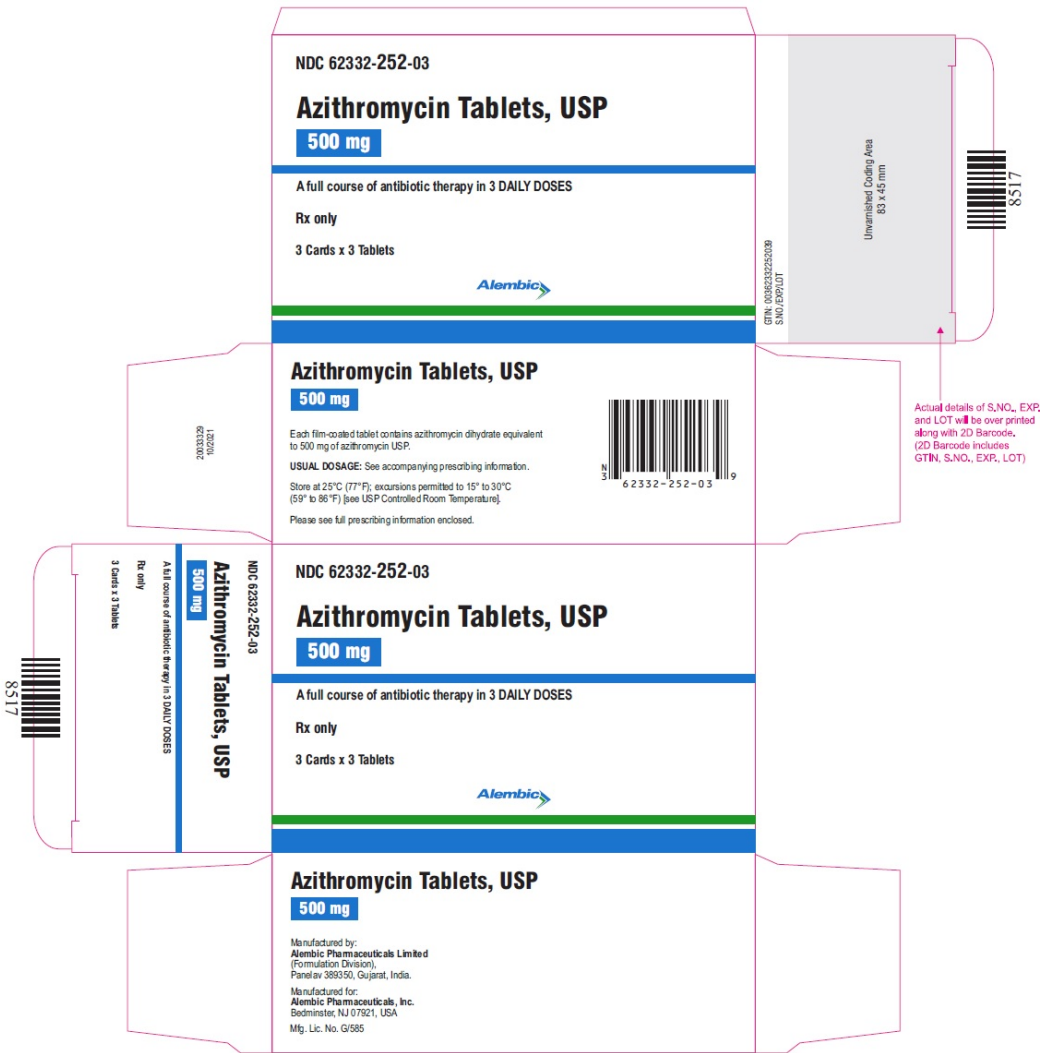 NDC 62332-252-03
Azithromycin Tablets, USP
500 mg
A full course of antibiotic therapy in 3 DAILY DOSES
Rx only
3 Cards x 3 Tablets
Alembic
GTIN: 00362332252039
S.NO./EXP./LOT
Unvarnished Coding Area
83 x 45 mm
8517
Actual details of S.NO., EXP.
and LOT will be over printed
along with 2D Barcode.
(2D Barcode includes
GTIN, S.NO., EXP., LOT)
20033329
10/2021
Azithromycin Tablets, USP
500 mg
Each film-coated tablet contains azithromycin dihydrate equivalent
to 500 mg of azithromycin USP.
USUAL DOSAGE: See accompanying prescribing information.
Store at 25°C (77°F); excursions permitted to 15° to 30°C
(59° to 86°F) [see USP Controlled Room Temperature].
Please see full prescribing information enclosed.
N
3 62332-252-03 9
NDC 62332-252-03
Azithromycin Tablets, USP
500 mg
A full course of antibiotic therapy in 3 DAILY DOSES
Rx only
3 Cards x 3 Tablets
8517
NDC 62332-252-03
Azithromycin Tablets, USP
500 mg
A full course of antibiotic therapy in 3 DAILY DOSES
Rx only
3 Cards x 3 Tablets
Alembic
Azithromycin Tablets, USP
500 mg
Manufactured by:
Alembic Pharmaceuticals Limited
(Formulation Division),
Panelav 389350, Gujarat, India.
Manufactured for:
Alembic Pharmaceuticals, Inc.
Bedminster, NJ 07921, USA
Mfg. Lic. No. G/585